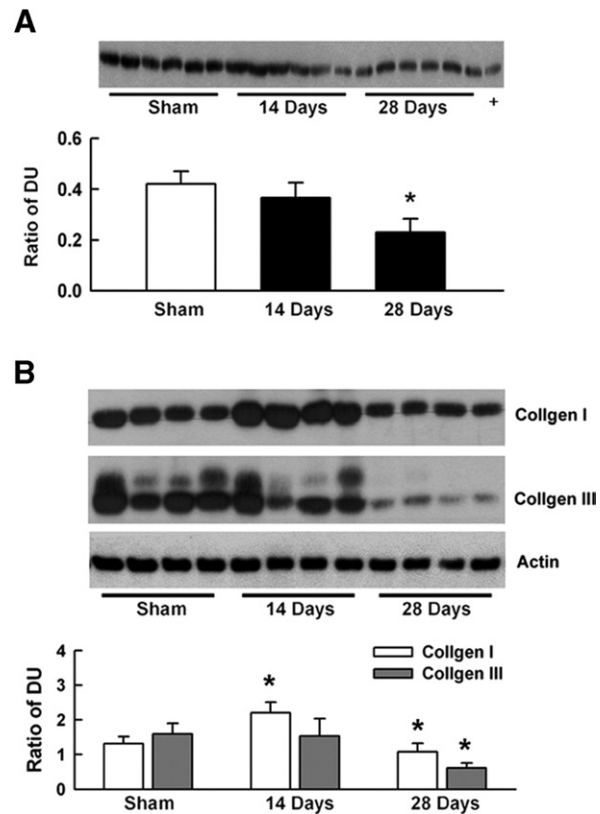 A
Sham 14 Days 28 Days +
0.6
0.4
0.2
0.0
Ratio of DU
*
Sham 14 Days 28 Days
B
Collgen I
Collgen III
Actin
Sham 14 Days 28 Days
4
3
2
1
0
Ratio of DU
Collgen I
Collgen III
*
*
*
Sham 14 Days 28 Days